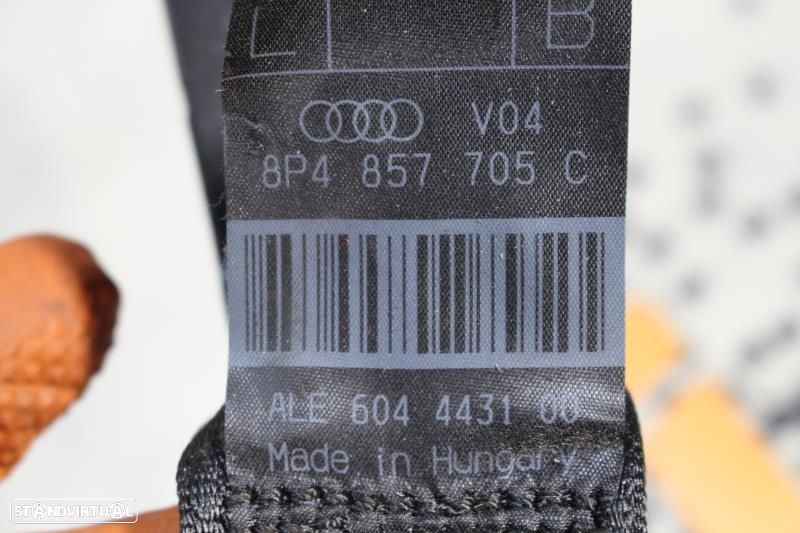 L B
V04
8P4 857 705 C
ALE 604 4431 00
Made in Hungary
STANDVIRTUAL